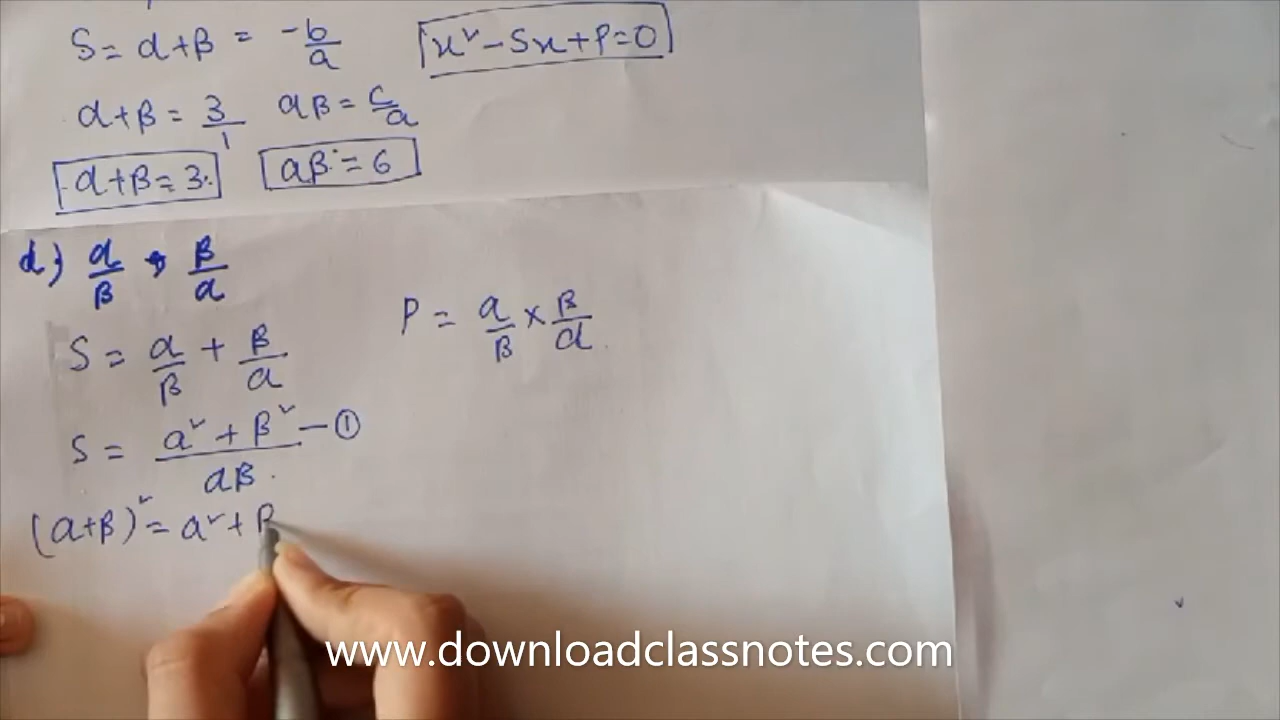 S = α+β = -b/a
x² - Sx + P = 0
α+β = 3/1
αβ = c/a
α+β = 3.
αβ = 6
d) α/β , β/α
S = α/β + β/α
P = α/β × β/α
S = α² + β² / αβ - ①
(α+β)² = α² + β
www.downloadclassnotes.com